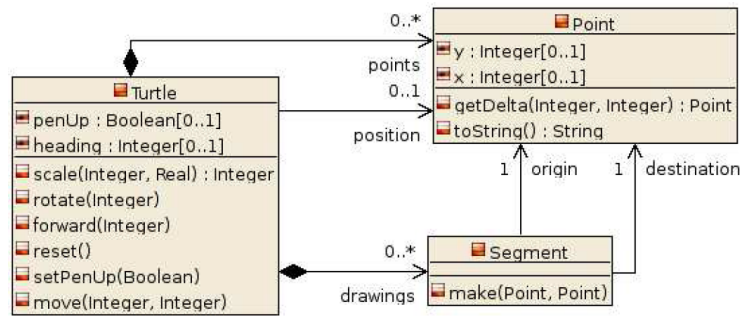 Turtle
penUp : Boolean[0..1]
heading : Integer[0..1]
scale(Integer, Real) : Integer
rotate(Integer)
forward(Integer)
reset()
setPenUp(Boolean)
move(Integer, Integer)
0..*
points
0..1
position
Point
y : Integer[0..1]
x : Integer[0..1]
getDelta(Integer, Integer) : Point
toString() : String
1 origin
1 destination
0..*
drawings
Segment
make(Point, Point)